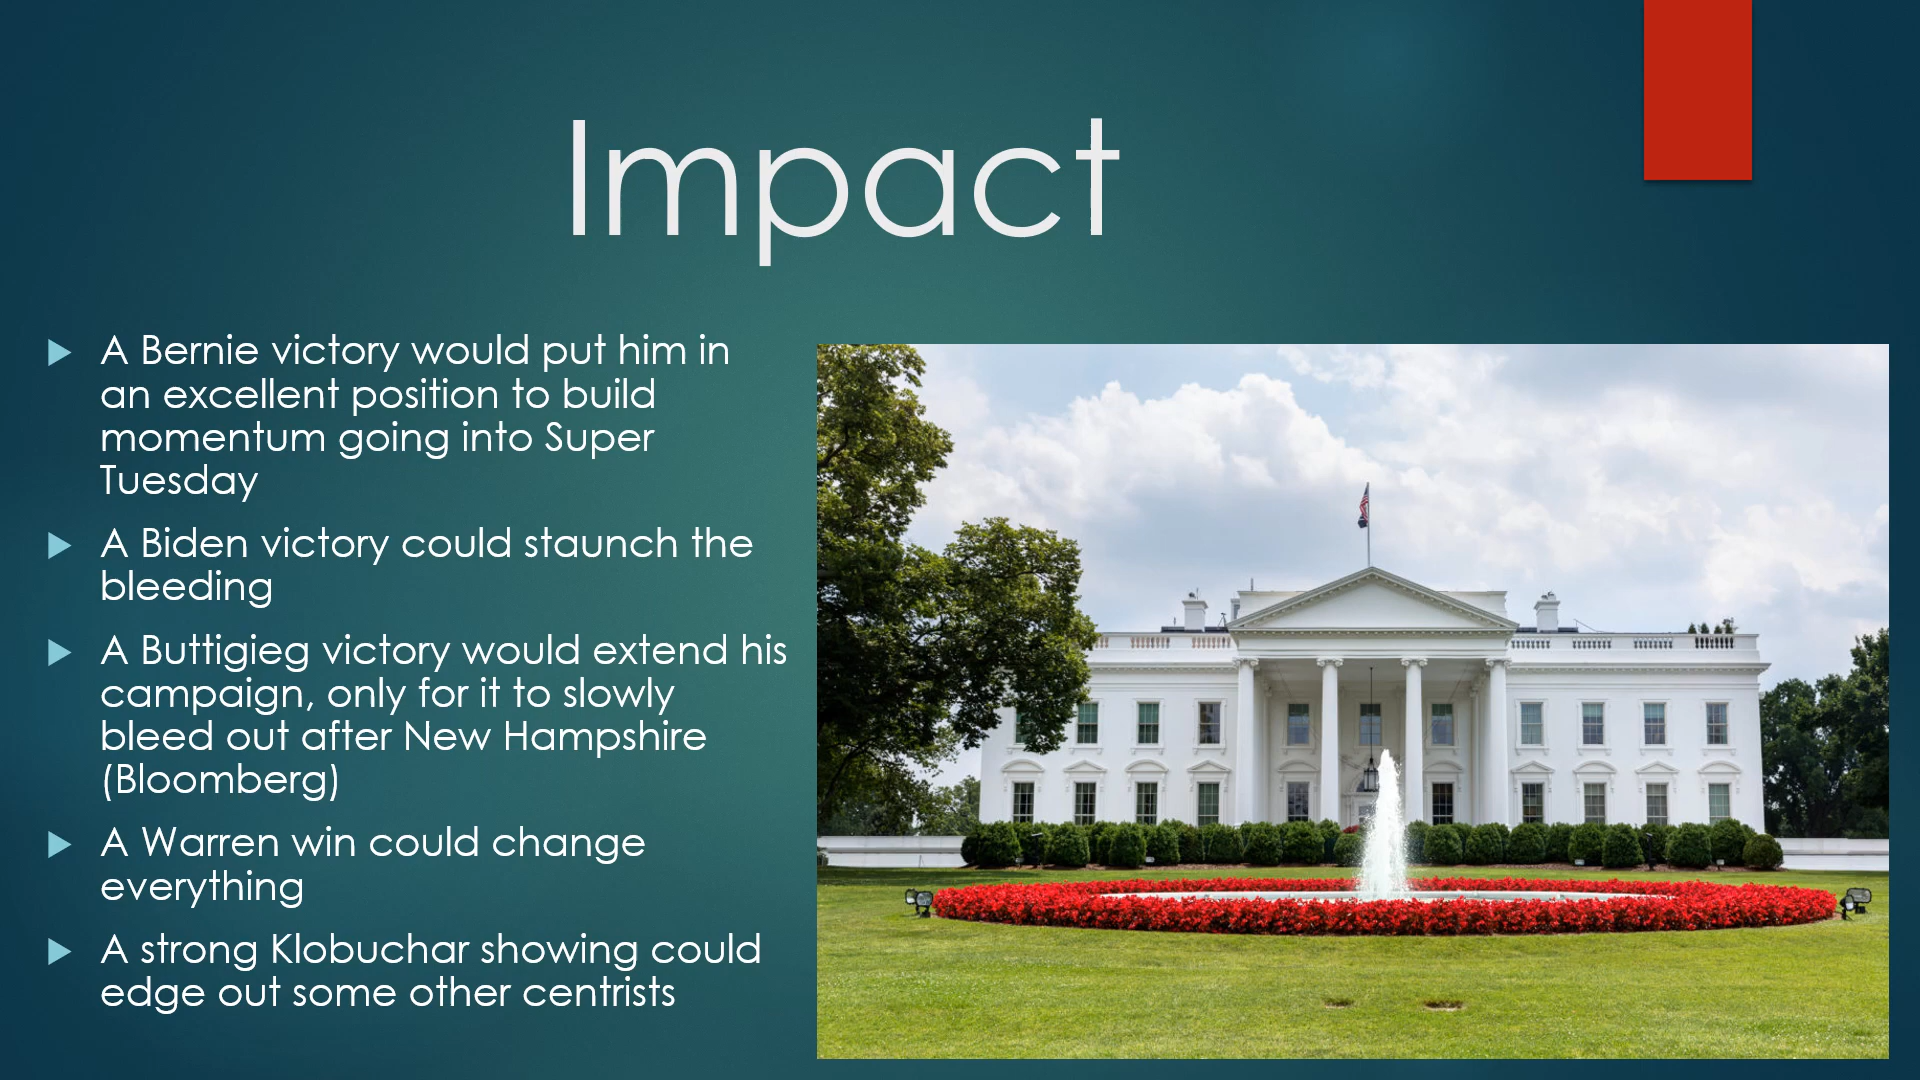 Impact
A Bernie victory would put him in
an excellent position to build
momentum going into Super
Tuesday
A Biden victory could staunch the
bleeding
A Buttigieg victory would extend his
campaign, only for it to slowly
bleed out after New Hampshire
(Bloomberg)
A Warren win could change
everything
A strong Klobuchar showing could
edge out some other centrists